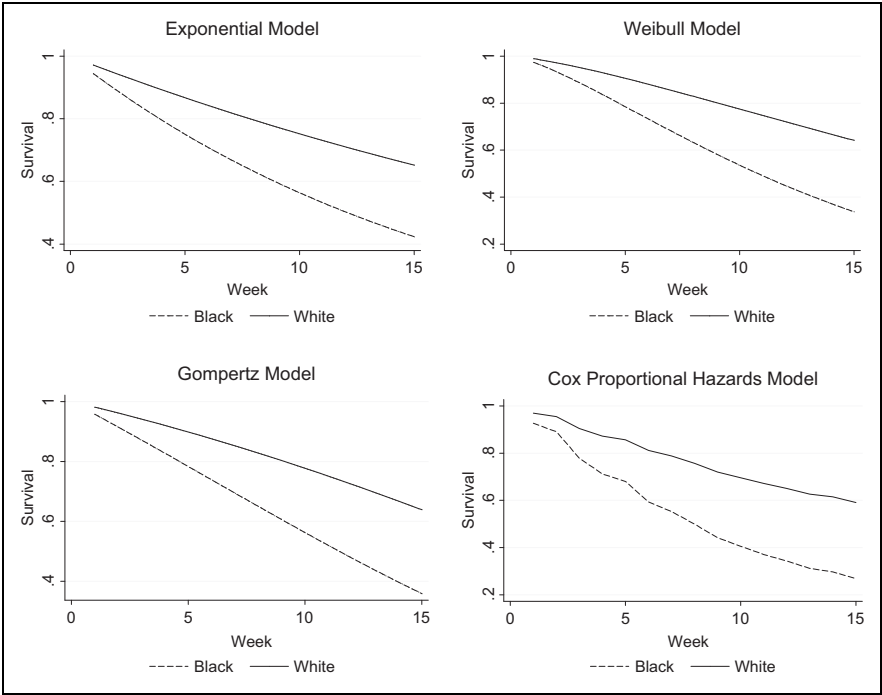 Exponential Model
Survival
1
.8
.6
.4
0 5 10 15
Week
Black White
Weibull Model
Survival
1
.8
.6
.4
.2
0 5 10 15
Week
Black White
Gompertz Model
Survival
1
.8
.6
.4
0 5 10 15
Week
Black White
Cox Proportional Hazards Model
Survival
1
.8
.6
.4
.2
0 5 10 15
Week
Black White